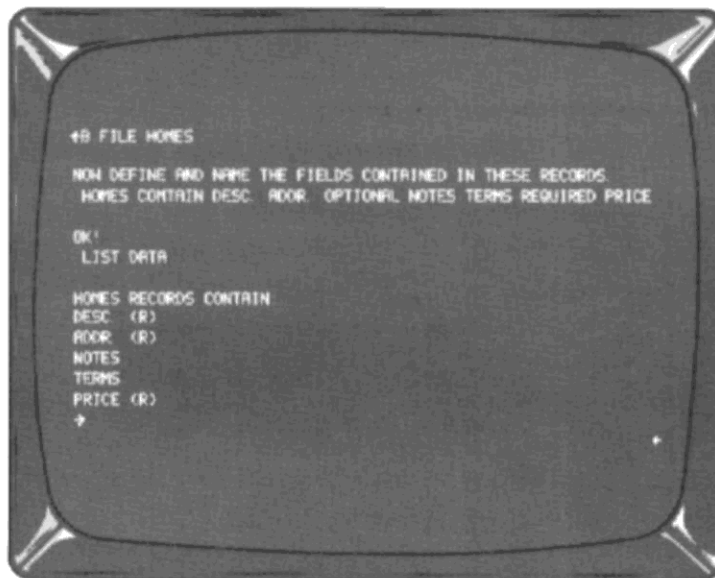 FILE HOMES
NOW DEFINE AND NAME THE FIELDS CONTAINED IN THESE RECORDS.
HOMES CONTAIN DESC. ADDR. OPTIONAL NOTES TERMS REQUIRED PRICE
OK!
LIST DATA
HOMES RECORDS CONTAIN
DESC (R)
ADDR (R)
NOTES
TERMS
PRICE (R)
→